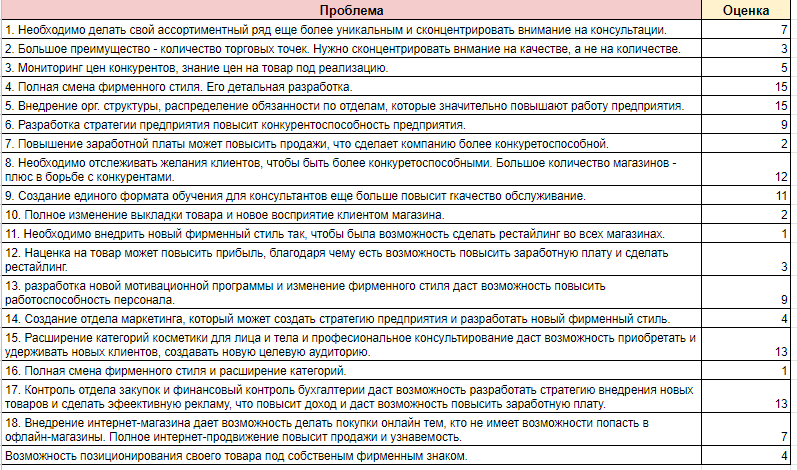 Проблема Оценка
1. Необходимо делать свой ассортиментный ряд еще более уникальным и сконцентрировать внимание на консультации. 7
2. Большое преимущество - количество торговых точек. Нужно сконцентрировать внмание на качестве, а не на количестве. 3
3. Мониторинг цен конкурентов, знание цен на товар под реализацию. 5
4. Полная смена фирменного стиля. Его детальная разработка. 15
5. Внедрение орг. структуры, распределение обязанности по отделам, которые значительно повышают работу предприятия. 15
6. Разработка стратегии предприятия повысит конкурентоспособность предприятия. 9
7. Повышение заработной платы может повысить продажи, что сделает компанию более конкуретоспособной. 2
8. Необходимо отслеживать желания клиентов, чтобы быть более конкуретоспособными. Большое количество магазинов -
плюс в борьбе с конкурентами. 12
9. Создание единого формата обучения для консультантов еще больше повысит гкачество обслуживание. 11
10. Полное изменение выкладки товара и новое восприятие клиентом магазина. 2
11. Необходимо внедрить новый фирменный стиль так, чтобы была возможность сделать рестайлинг во всех магазинах. 1
12. Наценка на товар может повысить прибыль, благодаря чему есть возможность повысить заработную плату и сделать
рестайлинг. 3
13. разработка новой мотивационной программы и изменение фирменного стиля даст возможность повысить
работоспособность персонала. 9
14. Создание отдела маркетинга, который может создать стратегию предприятия и разработать новый фирменный стиль. 4
15. Расширение категорий косметики для лица и тела и професиональное консультирование даст возможность приобретать и
удерживать новых клиентов, создавать новую целевую аудиторию. 13
16. Полная смена фирменного стиля и расширение категорий. 1
17. Контроль отдела закупок и финансовый контроль бухгалтерии даст возможность разработать стратегию внедрения новых
товаров и сделать эфеективную рекламу, что повысит доход и даст возможность повысить заработную плату. 13
18. Внедрение интернет-магазина дает возможность делать покупки онлайн тем, кто не имеет возможности попасть в
офлайн-магазины. Полное интернет-продвижение повысит продажи и узнавемость. 7
Возможность позиционирования своего товара под собственым фирменным знаком. 4